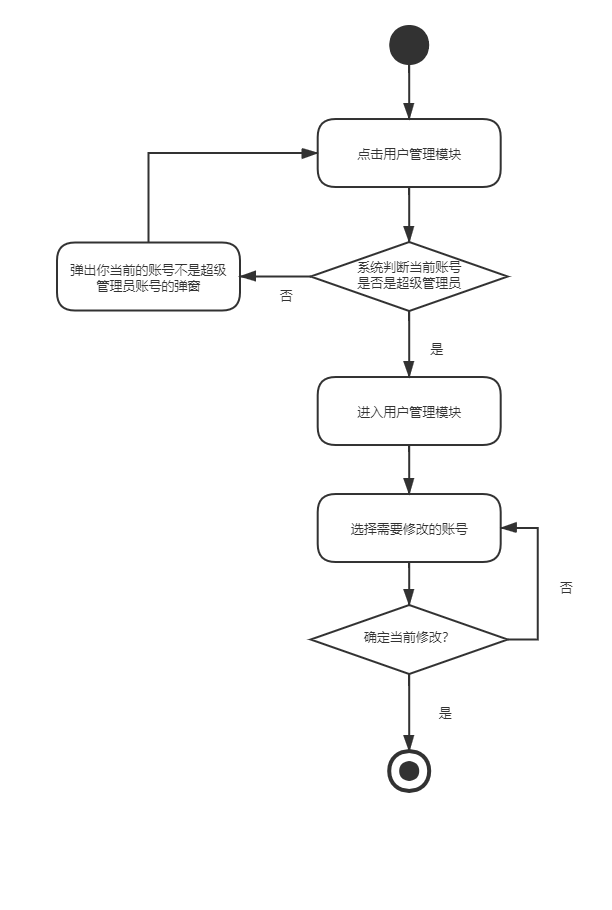 点击用户管理模块
系统判断当前账号
是否是超级管理员
弹出你当前的账号不是超级
管理员账号的弹窗
否
是
进入用户管理模块
选择需要修改的账号
否
确定当前修改?
是